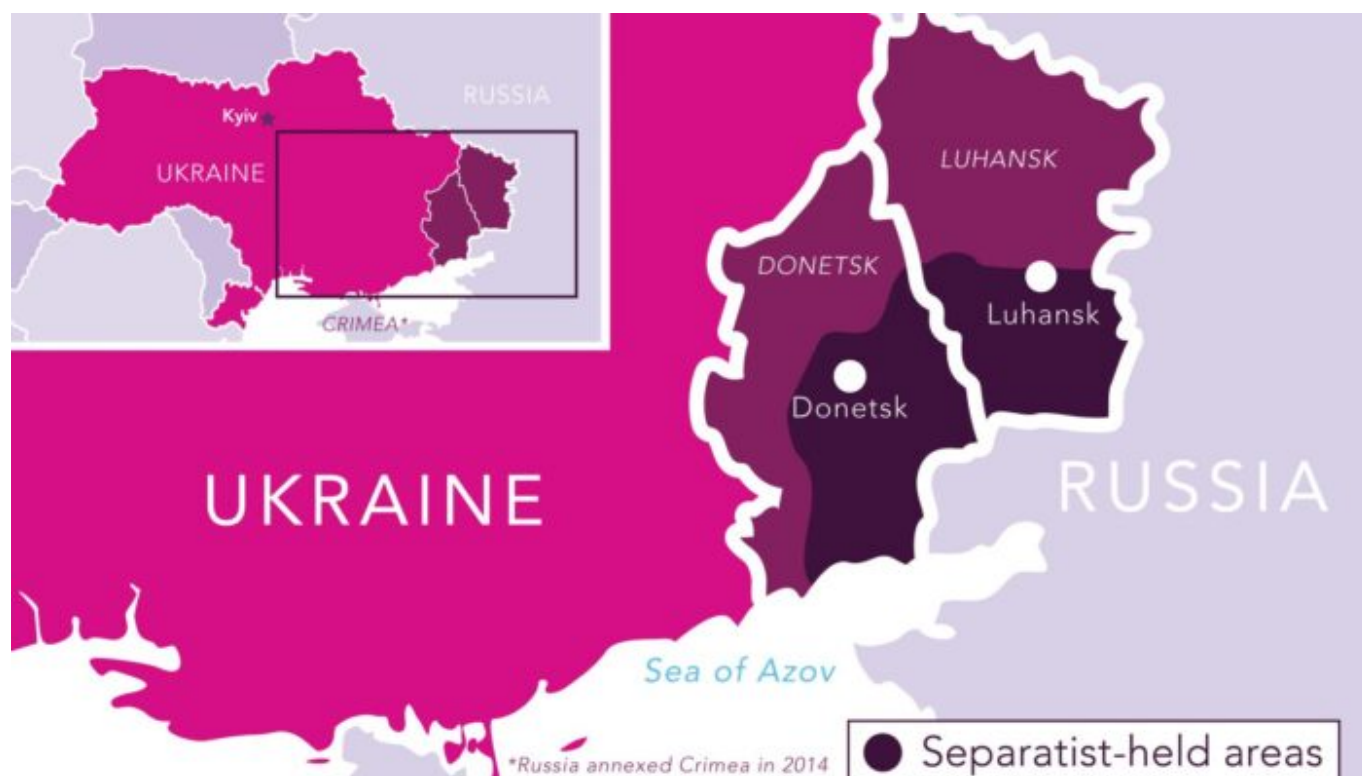 RUSSIA
Kyiv
UKRAINE
CRIMEA*
LUHANSK
DONETSK
Luhansk
Donetsk
UKRAINE
RUSSIA
Sea of Azov
*Russia annexed Crimea in 2014
Separatist-held areas